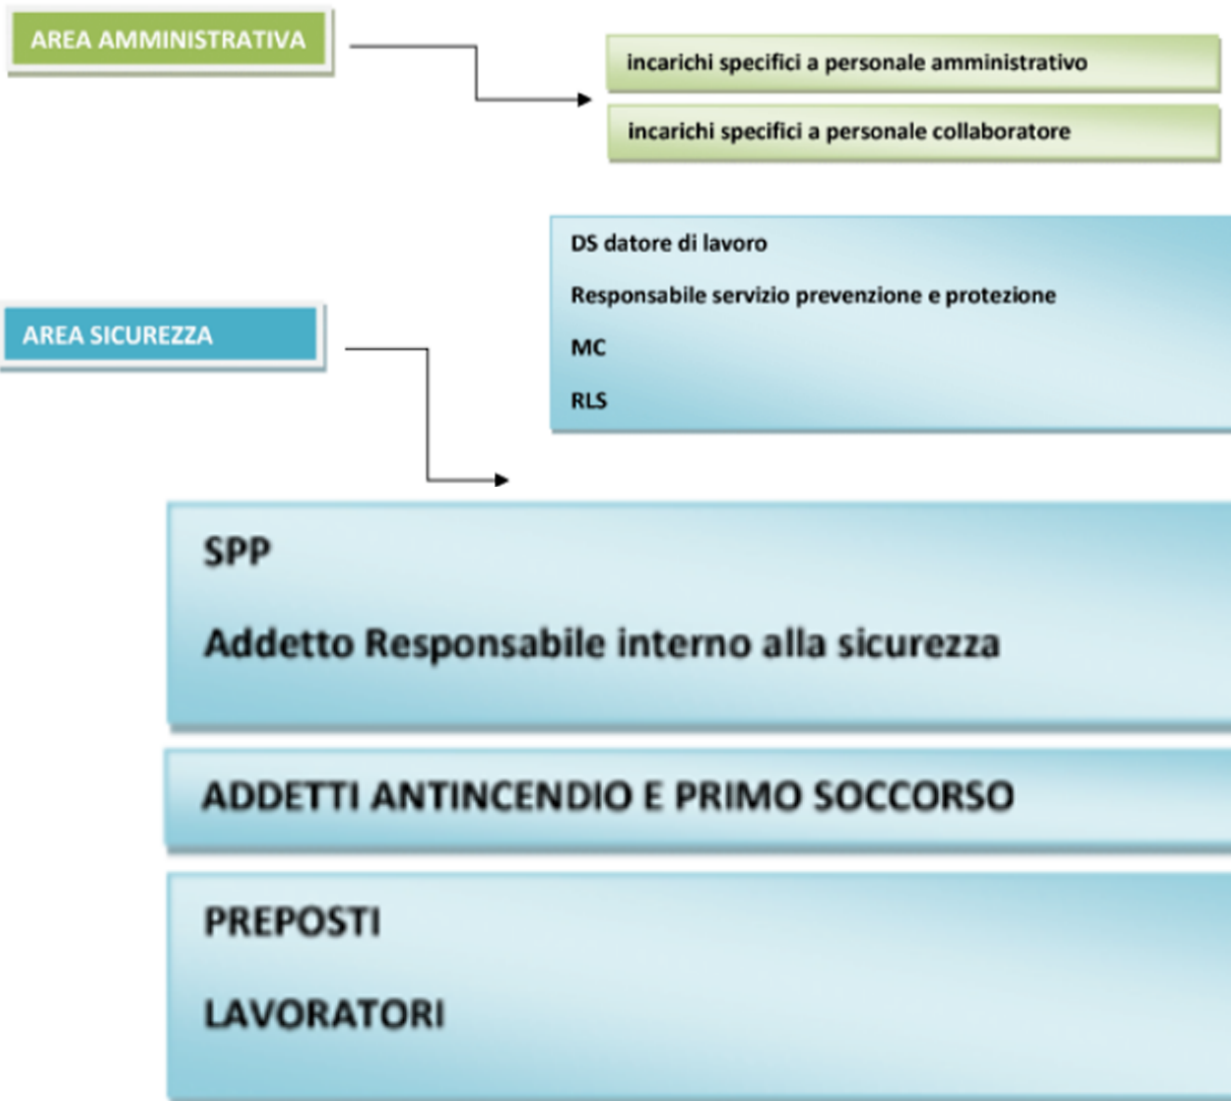 AREA AMMINISTRATIVA
incarichi specifici a personale amministrativo
incarichi specifici a personale collaboratore
DS datore di lavoro
Responsabile servizio prevenzione e protezione
MC
RLS
AREA SICUREZZA
SPP
Addetto Responsabile interno alla sicurezza
ADDETTI ANTINCENDIO E PRIMO SOCCORSO
PREPOSTI
LAVORATORI